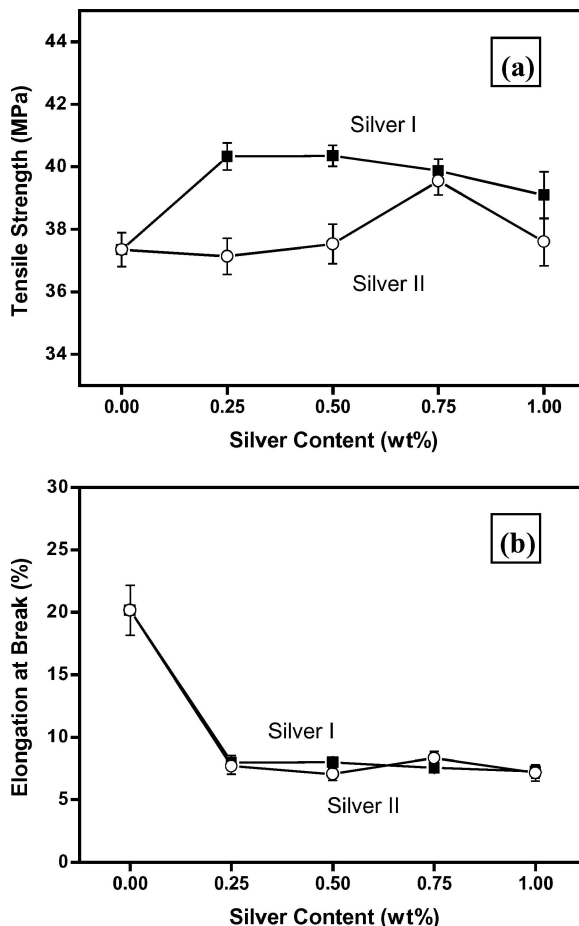 (a)
44
42
40
38
36
34
Tensile Strength (MPa)
Silver I
Silver II
0.00 0.25 0.50 0.75 1.00
Silver Content (wt%)
(b)
30
25
20
15
10
5
0
Elongation at Break (%)
Silver I
Silver II
0.00 0.25 0.50 0.75 1.00
Silver Content (wt%)